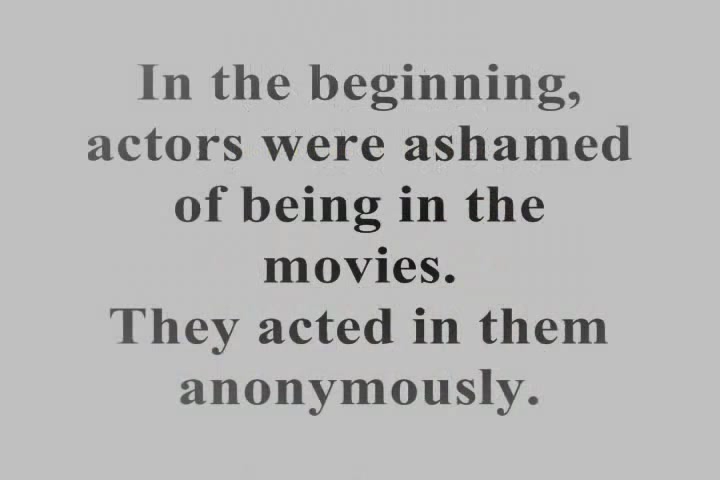 In the beginning,
actors were ashamed
of being in the
movies.
They acted in them
anonymously.